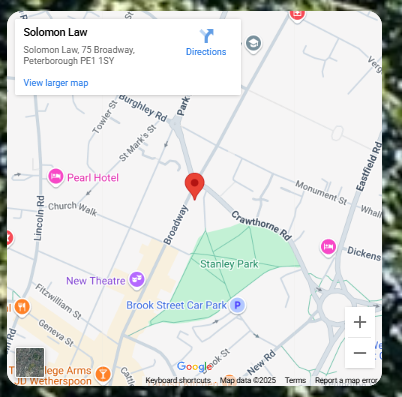 Solomon Law
Solomon Law, 75 Broadway,
Peterborough PE1 1SY
Directions
View larger map
Burghley Rd
Park
Towler St
St Mark's St
Verg
Eastfield Rd
Pearl Hotel
Monument St
Lincoln Rd
Church Walk
Whall
Broadway
Crawthorne Rd
Dickens
Stanley Park
New Theatre
Fitzwilliam St
Brook Street Car Park
Geneva St
New Rd
College Arms
JD Wetherspoon
Google
Keyboard shortcuts
Map data ©2025
Terms
Report a map error